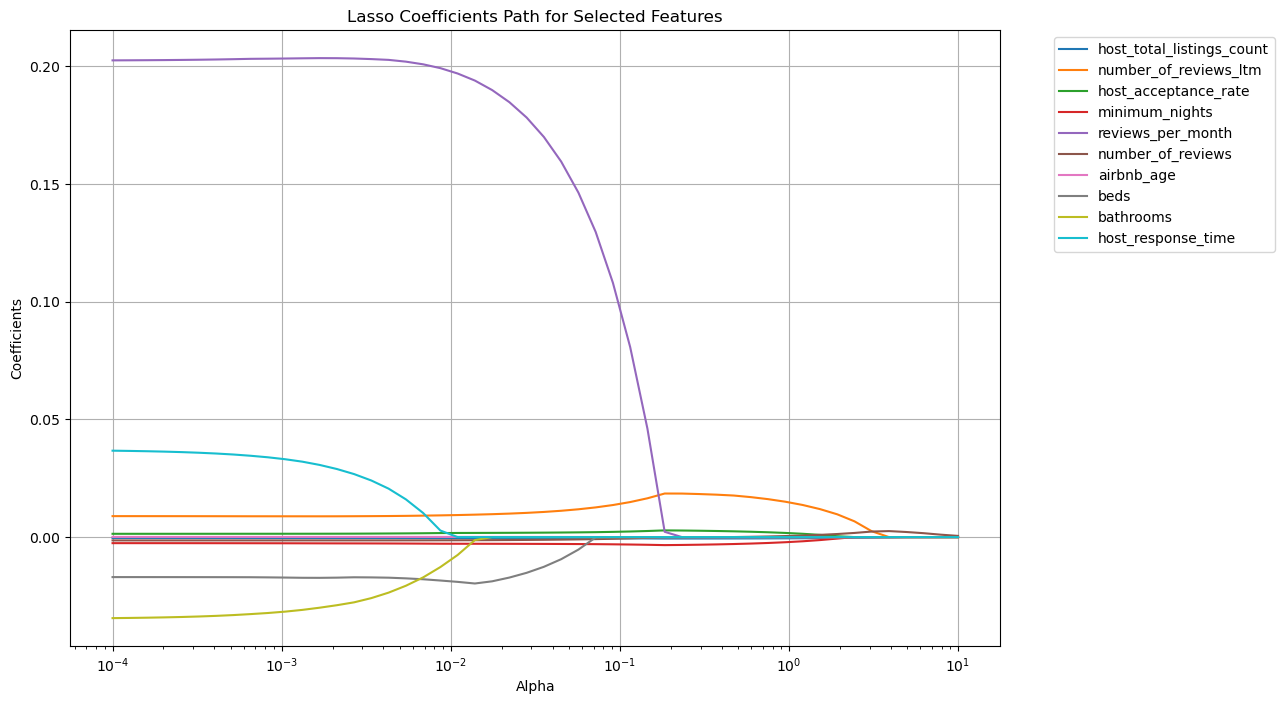 Lasso Coefficients Path for Selected Features
host_total_listings_count
number_of_reviews_ltm
host_acceptance_rate
minimum_nights
reviews_per_month
number_of_reviews
airbnb_age
beds
bathrooms
host_response_time
Coefficients
0.20
0.15
0.10
0.05
0.00
10⁻⁴
10⁻³
10⁻²
10⁻¹
10⁰
10¹
Alpha